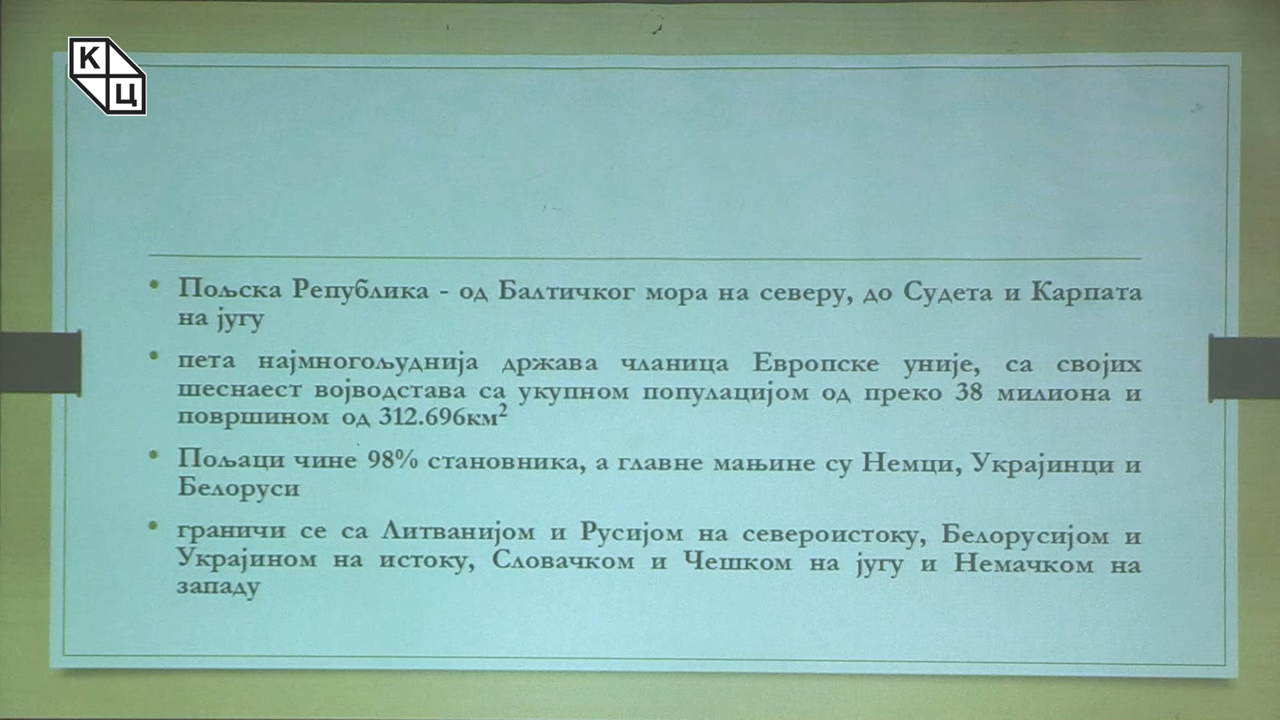 К
Ц
Пољска Република - од Балтичког мора на северу, до Судета и Карпата
на југу
пета најмногољуднија држава чланица Европске уније, са својих
шеснаест војводстава са укупном популацијом од преко 38 милиона и
површином од 312.696км²
Пољаци чине 98% становника, а главне мањине су Немци, Украјинци и
Белоруси
граничи се са Литванијом и Русијом на североистоку, Белорусијом и
Украјином на истоку, Словачком и Чешком на југу и Немачком на
западу